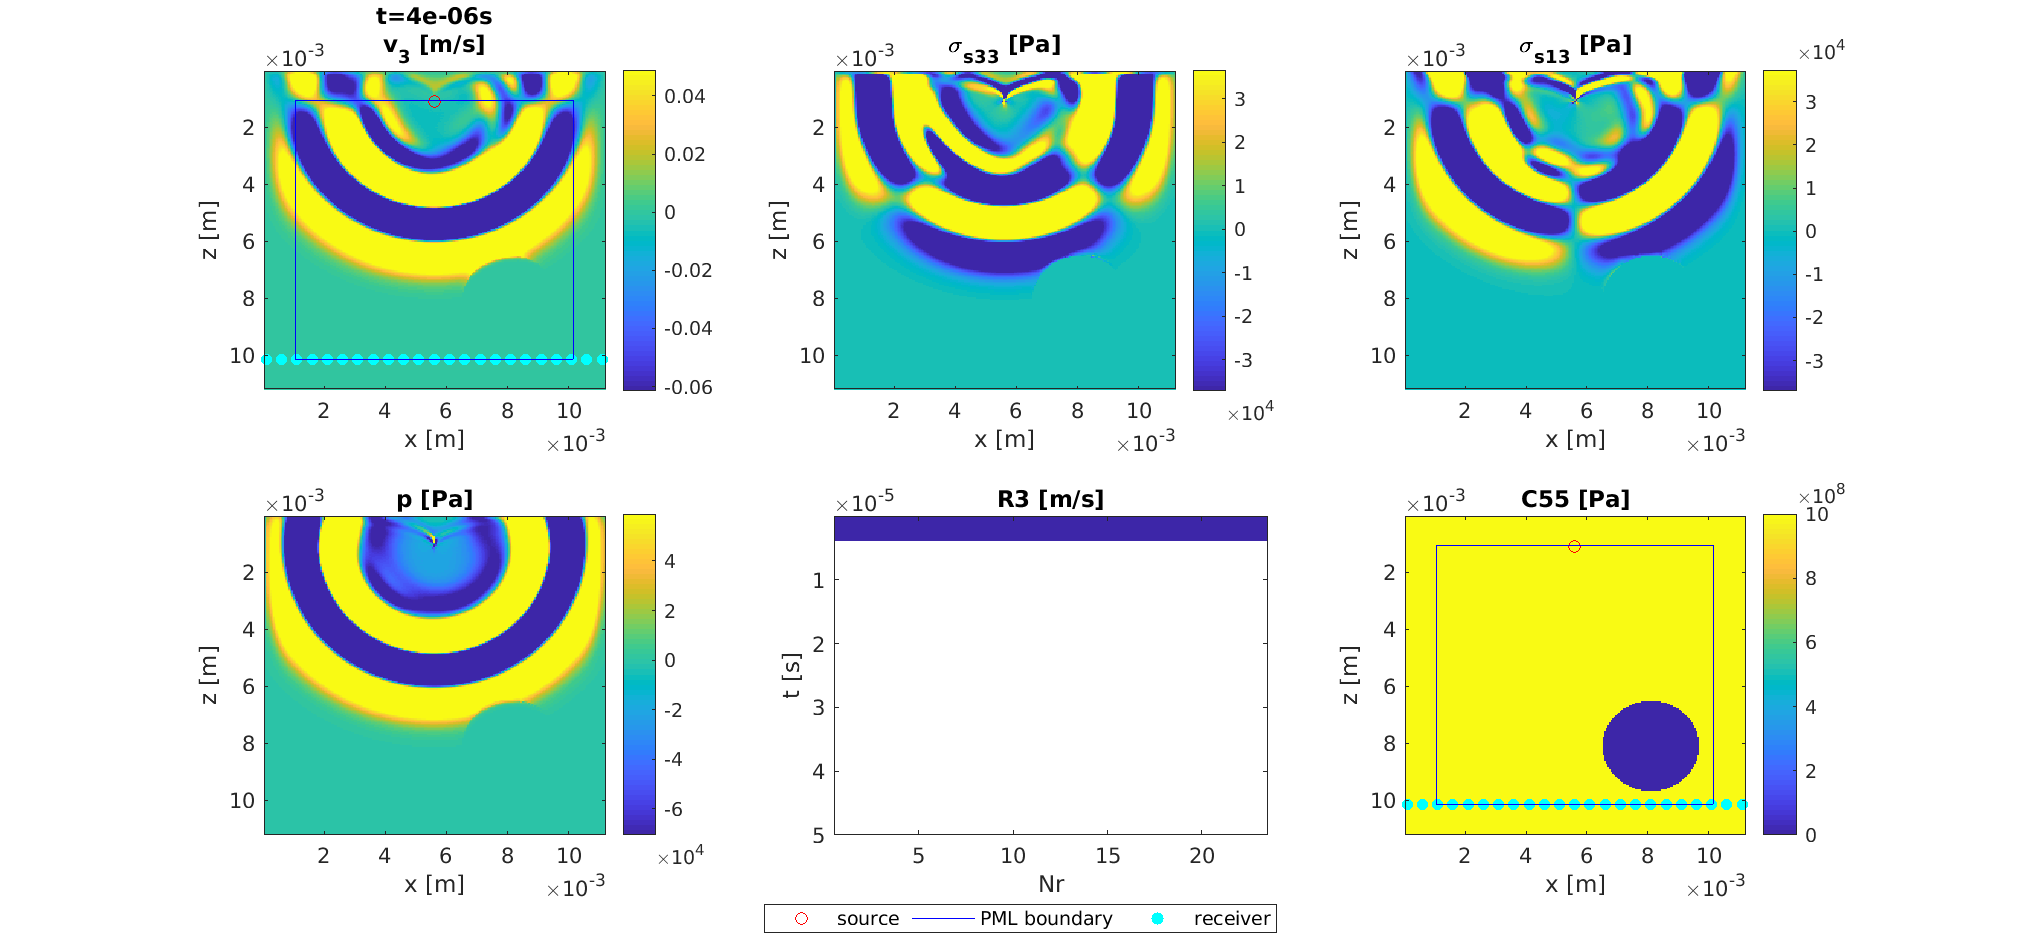 t=4e-06s
v3 [m/s]
×10-3
2
4
6
8
10
z [m]
2 4 6 8 10
x [m]
×10-3
0.04
0.02
0
-0.02
-0.04
-0.06
σs33 [Pa]
×10-3
2
4
6
8
10
z [m]
2 4 6 8 10
x [m]
×10-3
3
2
1
0
-1
-2
-3
×104
σs13 [Pa]
×10-3
2
4
6
8
10
z [m]
2 4 6 8 10
x [m]
×10-3
×104
3
2
1
0
-1
-2
-3
p [Pa]
×10-3
2
4
6
8
10
z [m]
2 4 6 8 10
x [m]
×10-3
4
2
0
-2
-4
-6
×104
R3 [m/s]
×10-5
1
2
3
4
5
t [s]
5 10 15 20
Nr
C55 [Pa]
×10-3
2
4
6
8
10
z [m]
2 4 6 8 10
x [m]
×10-3
×108
10
8
6
4
2
0
source PML boundary receiver